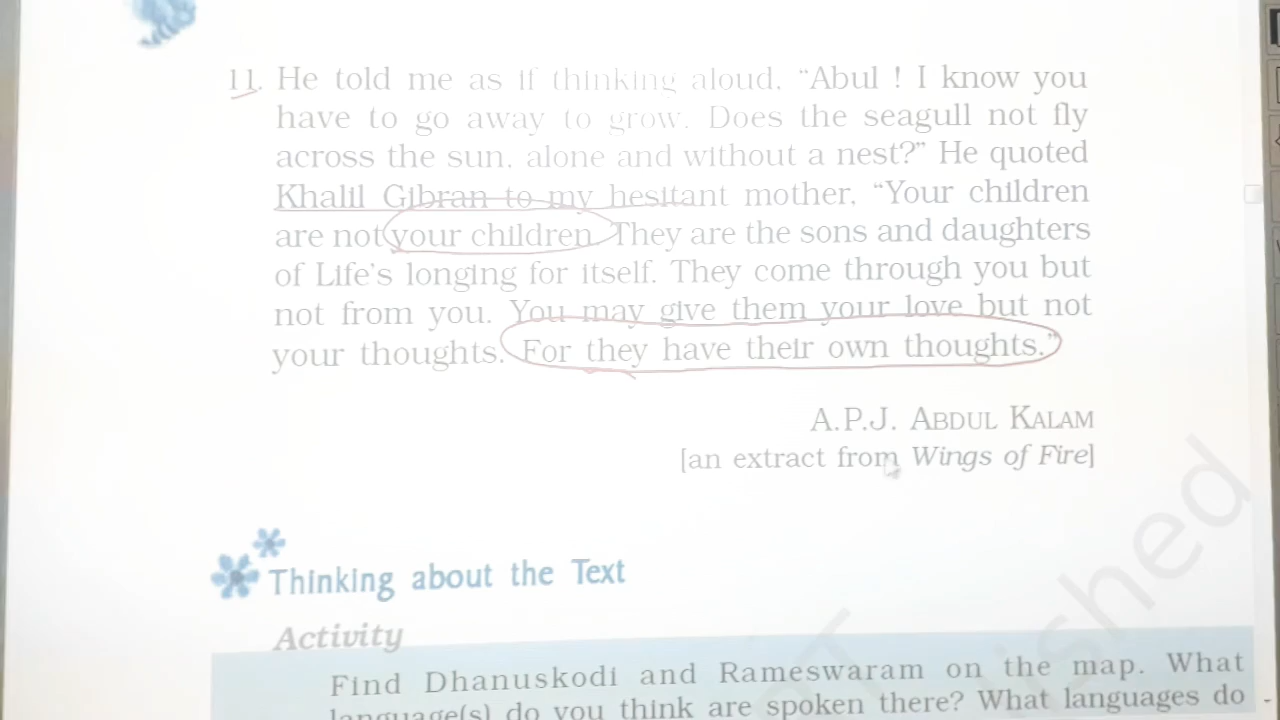 11. He told me as if thinking aloud, “Abul ! I know you
have to go away to grow. Does the seagull not fly
across the sun, alone and without a nest?” He quoted
Khalil Gibran to my hesitant mother, “Your children
are not your children. They are the sons and daughters
of Life’s longing for itself. They come through you but
not from you. You may give them your love but not
your thoughts. For they have their own thoughts.”
A.P.J. ABDUL KALAM
[an extract from Wings of Fire]
Thinking about the Text
Activity
Find Dhanuskodi and Rameswaram on the map. What
language(s) do you think are spoken there? What languages do